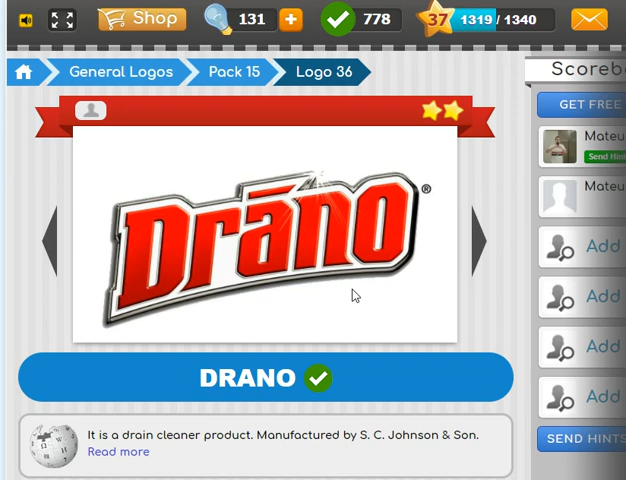 Shop
131
778
37
1319 / 1340
General Logos
Pack 15
Logo 36
Scoreb
GET FREE
Mateu
Send Hint
Mateu
Drāno®
Add
Add
Add
Add
DRANO
SEND HINTS
It is a drain cleaner product. Manufactured by S. C. Johnson & Son.
Read more